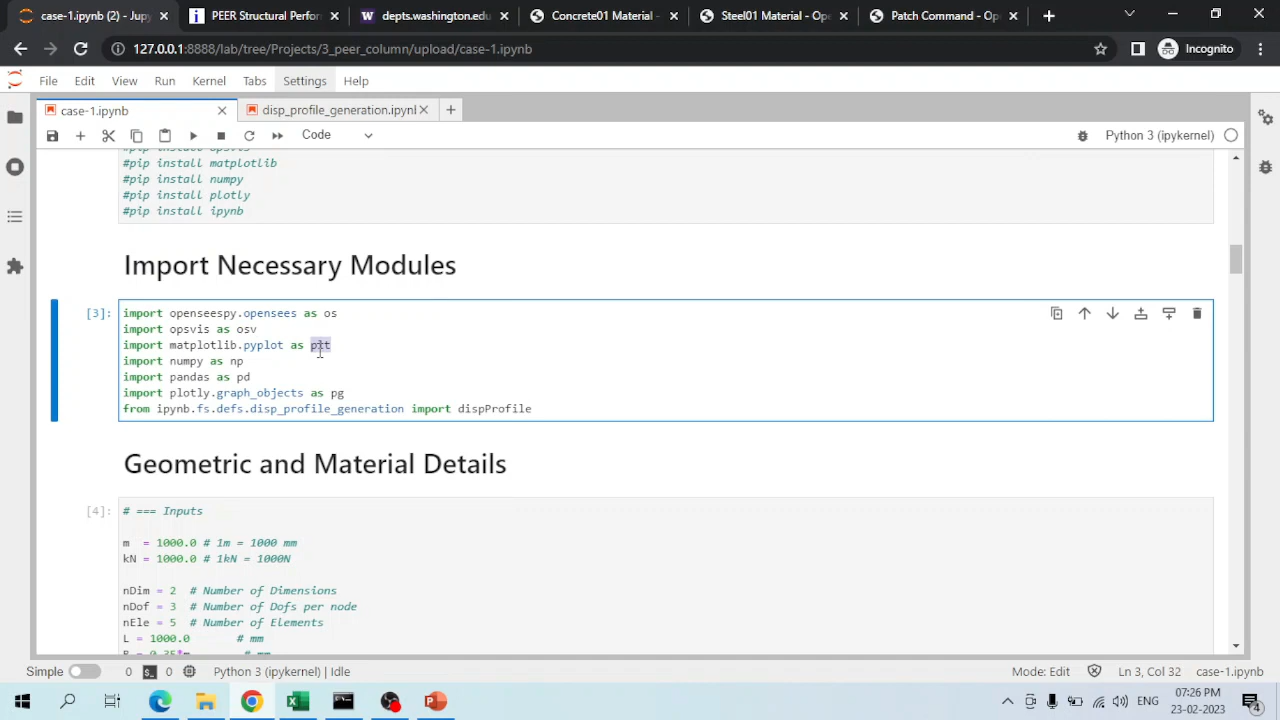 case-1.ipynb (2) - Jup
PEER Structural Perfor
depts.washington.edu
Concrete01 Material -
Steel01 Material - Ope
Patch Command - Op
127.0.0.1:8888/lab/tree/Projects/3_peer_column/upload/case-1.ipynb
Incognito
File Edit View Run Kernel Tabs Settings Help
case-1.ipynb
disp_profile_generation.ipynl
Code
Python 3 (ipykernel)
#pip install opsvis
#pip install matplotlib
#pip install numpy
#pip install plotly
#pip install ipynb
Import Necessary Modules
[3]:
import openseespy.opensees as os
import opsvis as osv
import matplotlib.pyplot as plt
import numpy as np
import pandas as pd
import plotly.graph_objects as pg
from ipynb.fs.defs.disp_profile_generation import dispProfile
Geometric and Material Details
[4]:
# === Inputs
m = 1000.0 # 1m = 1000 mm
kN = 1000.0 # 1kN = 1000N
nDim = 2 # Number of Dimensions
nDof = 3 # Number of Dofs per node
nEle = 5 # Number of Elements
L = 1000.0 # mm
Simple 0 0 Python 3 (ipykernel) | Idle
Mode: Edit Ln 3, Col 32 case-1.ipynb
ENG
07:26 PM
23-02-2023
4